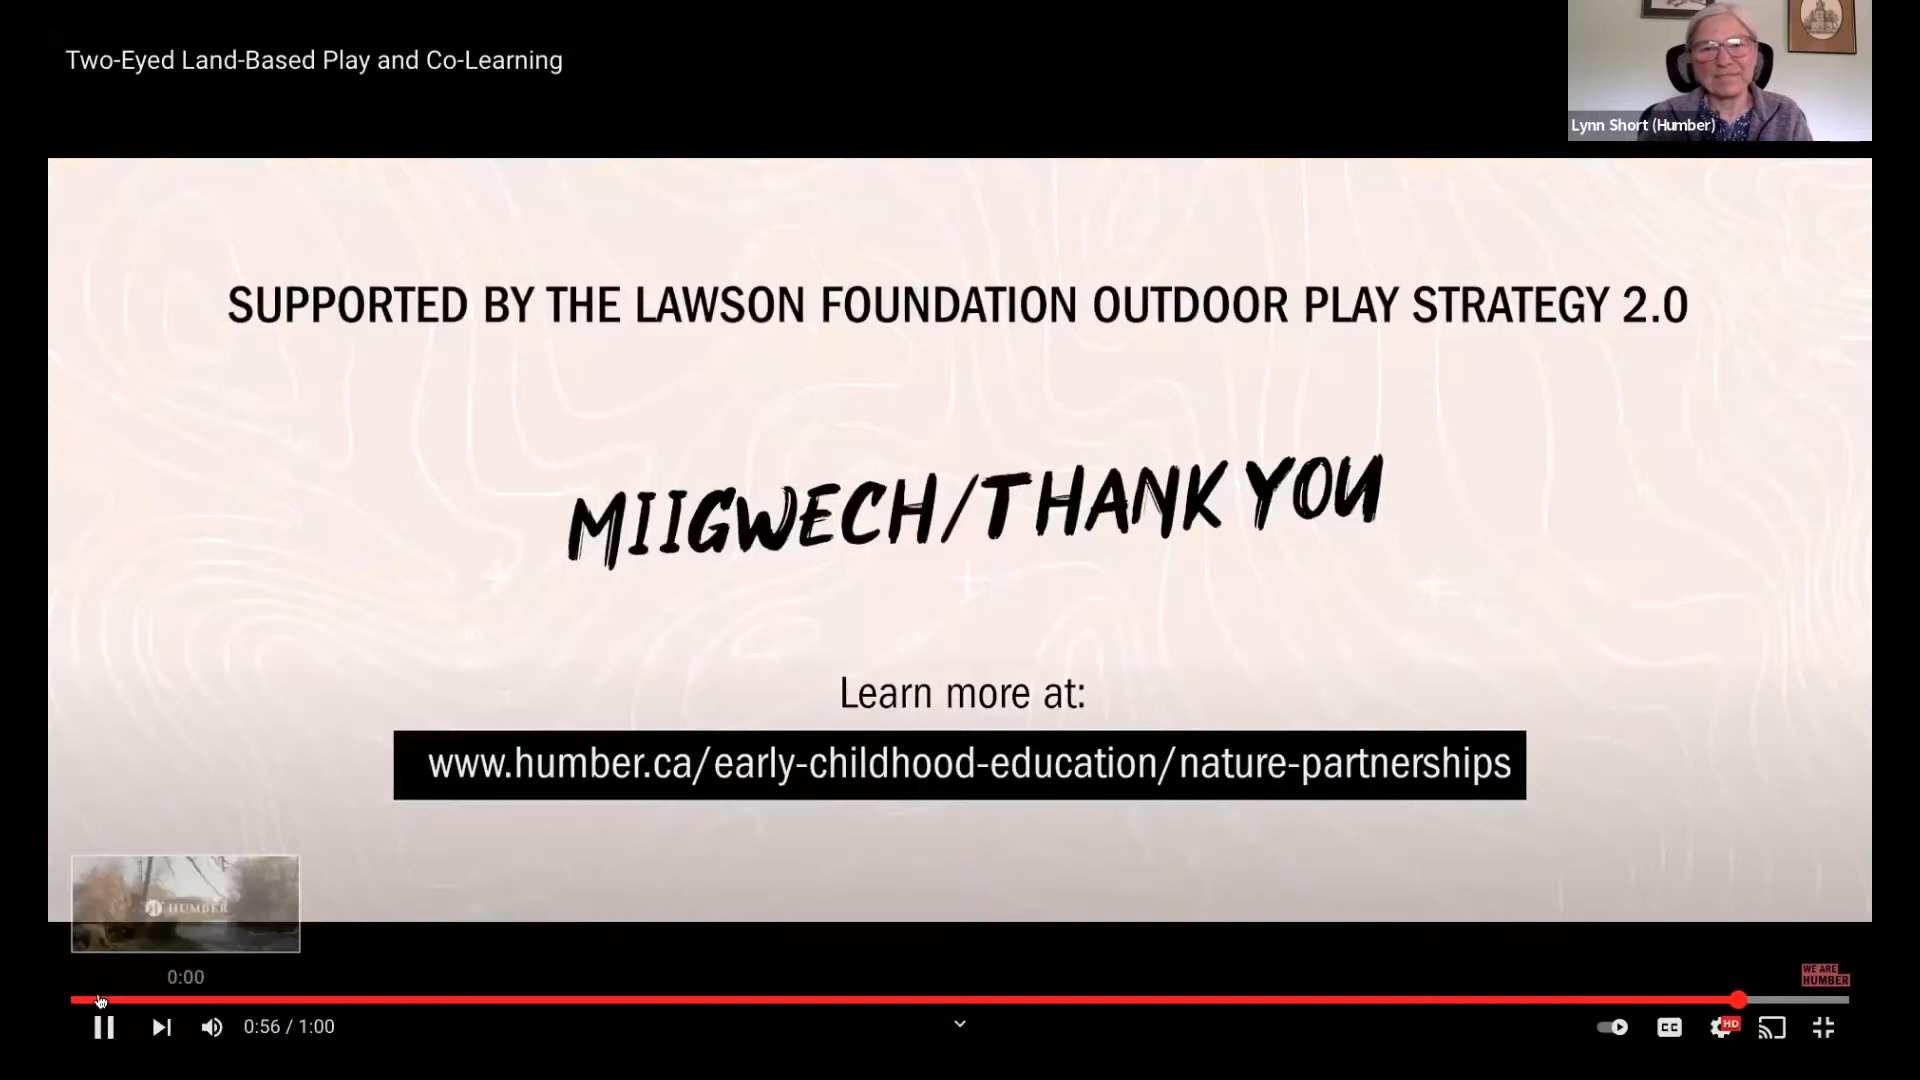 Two-Eyed Land-Based Play and Co-Learning
Lynn Short (Humber)
SUPPORTED BY THE LAWSON FOUNDATION OUTDOOR PLAY STRATEGY 2.0
MIIGWECH/THANK YOU
Learn more at:
www.humber.ca/early-childhood-education/nature-partnerships
HUMBER
0:00
WE ARE
HUMBER
0:56 / 1:00
CC
HD